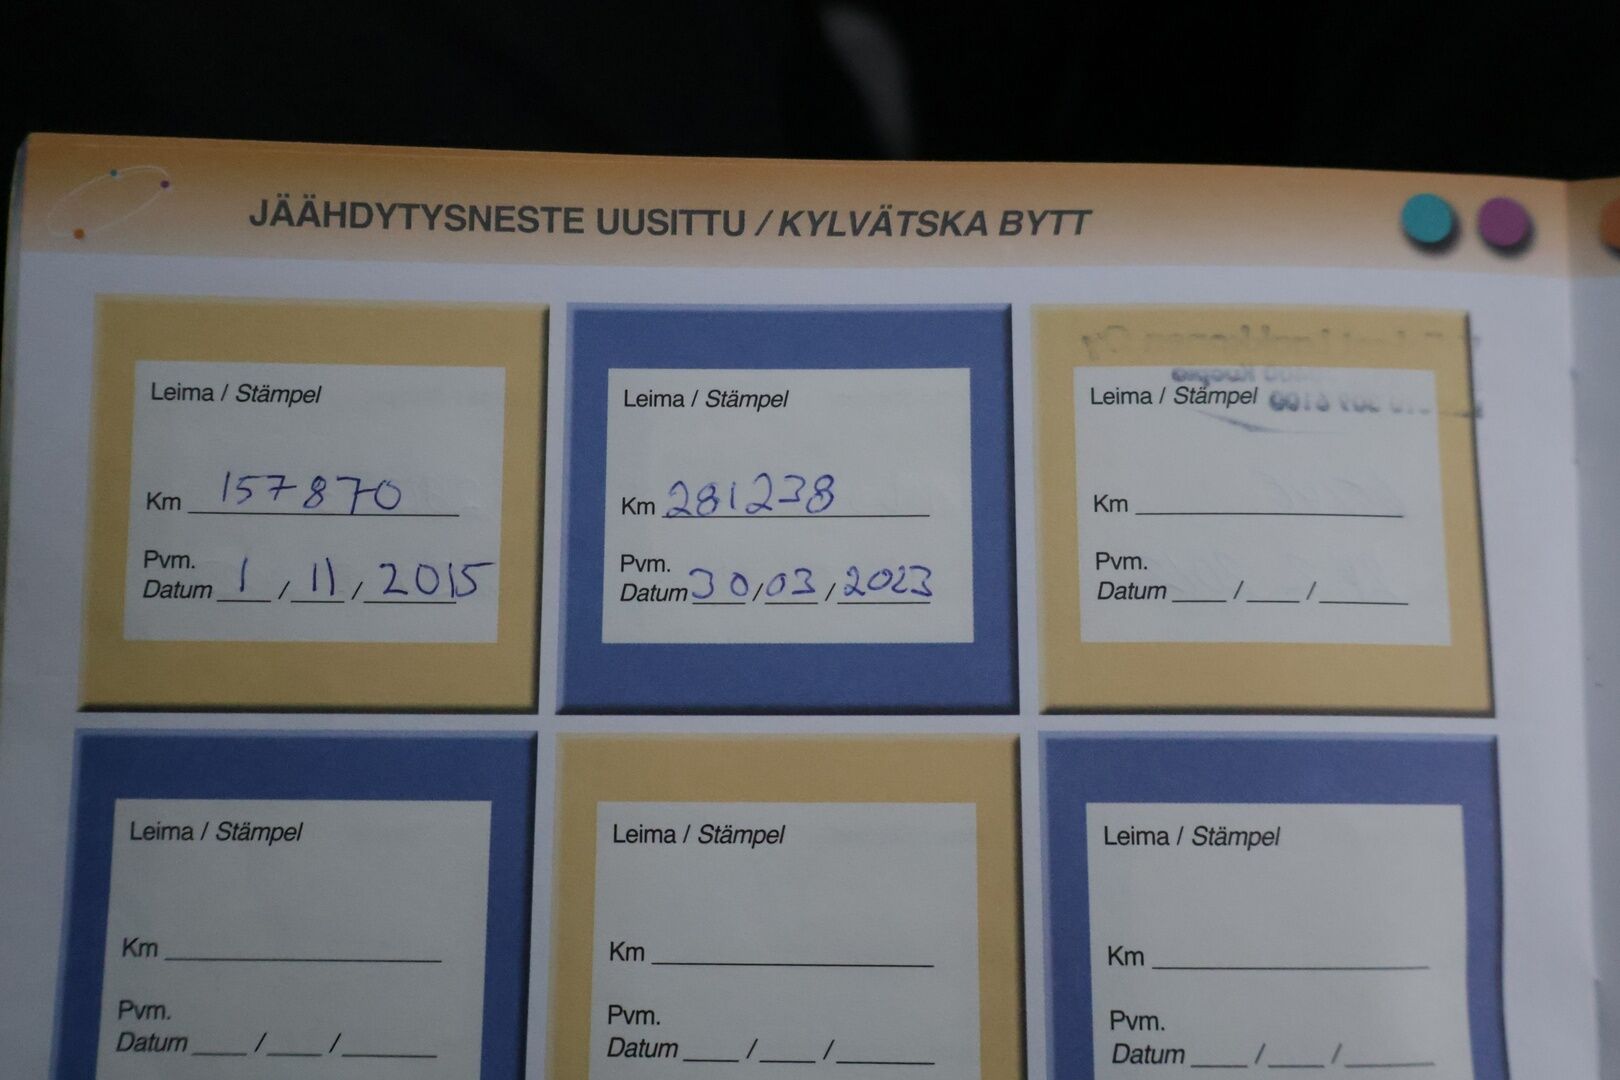 JÄÄHDYTYSNESTE UUSITTU / KYLVÄTSKA BYTT
Leima / Stämpel
Km 157870
Pvm.
Datum 1 / 11 / 2015
Leima / Stämpel
Km 281238
Pvm.
Datum 30 / 03 / 2023
Leima / Stämpel
Km
Pvm.
Datum / /
Leima / Stämpel
Km
Pvm.
Datum / /
Leima / Stämpel
Km
Pvm.
Datum / /
Leima / Stämpel
Km
Pvm.
Datum / /